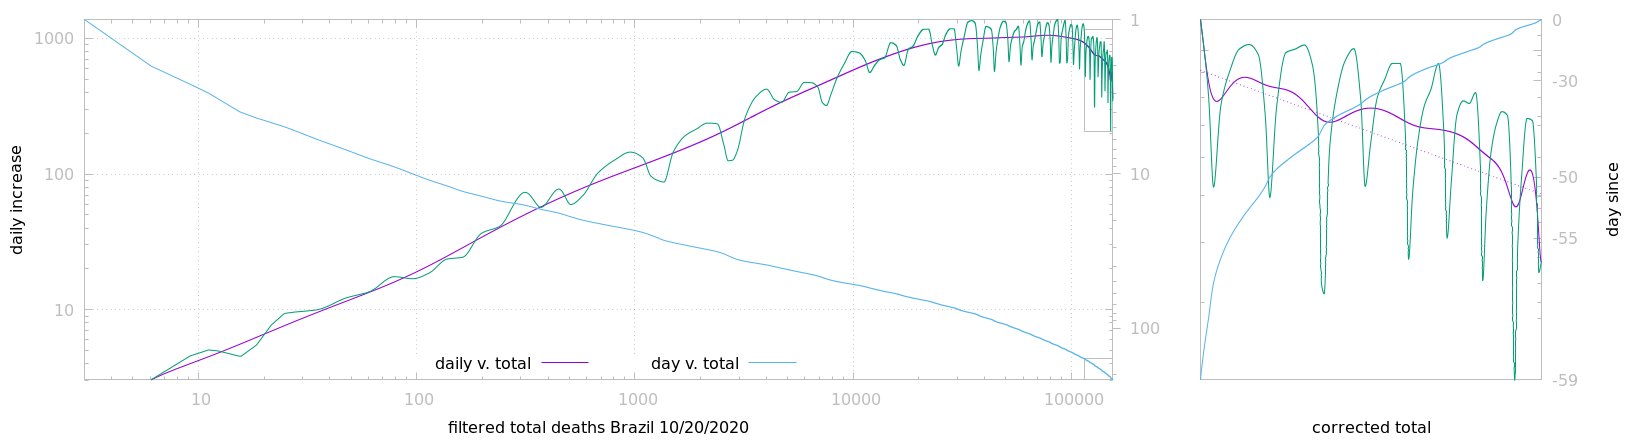 1000
100
10
daily increase
10
100
1000
10000
100000
filtered total deaths Brazil 10/20/2020
daily v. total
day v. total
1
10
100
0
-30
-50
-55
-59
day since
corrected total